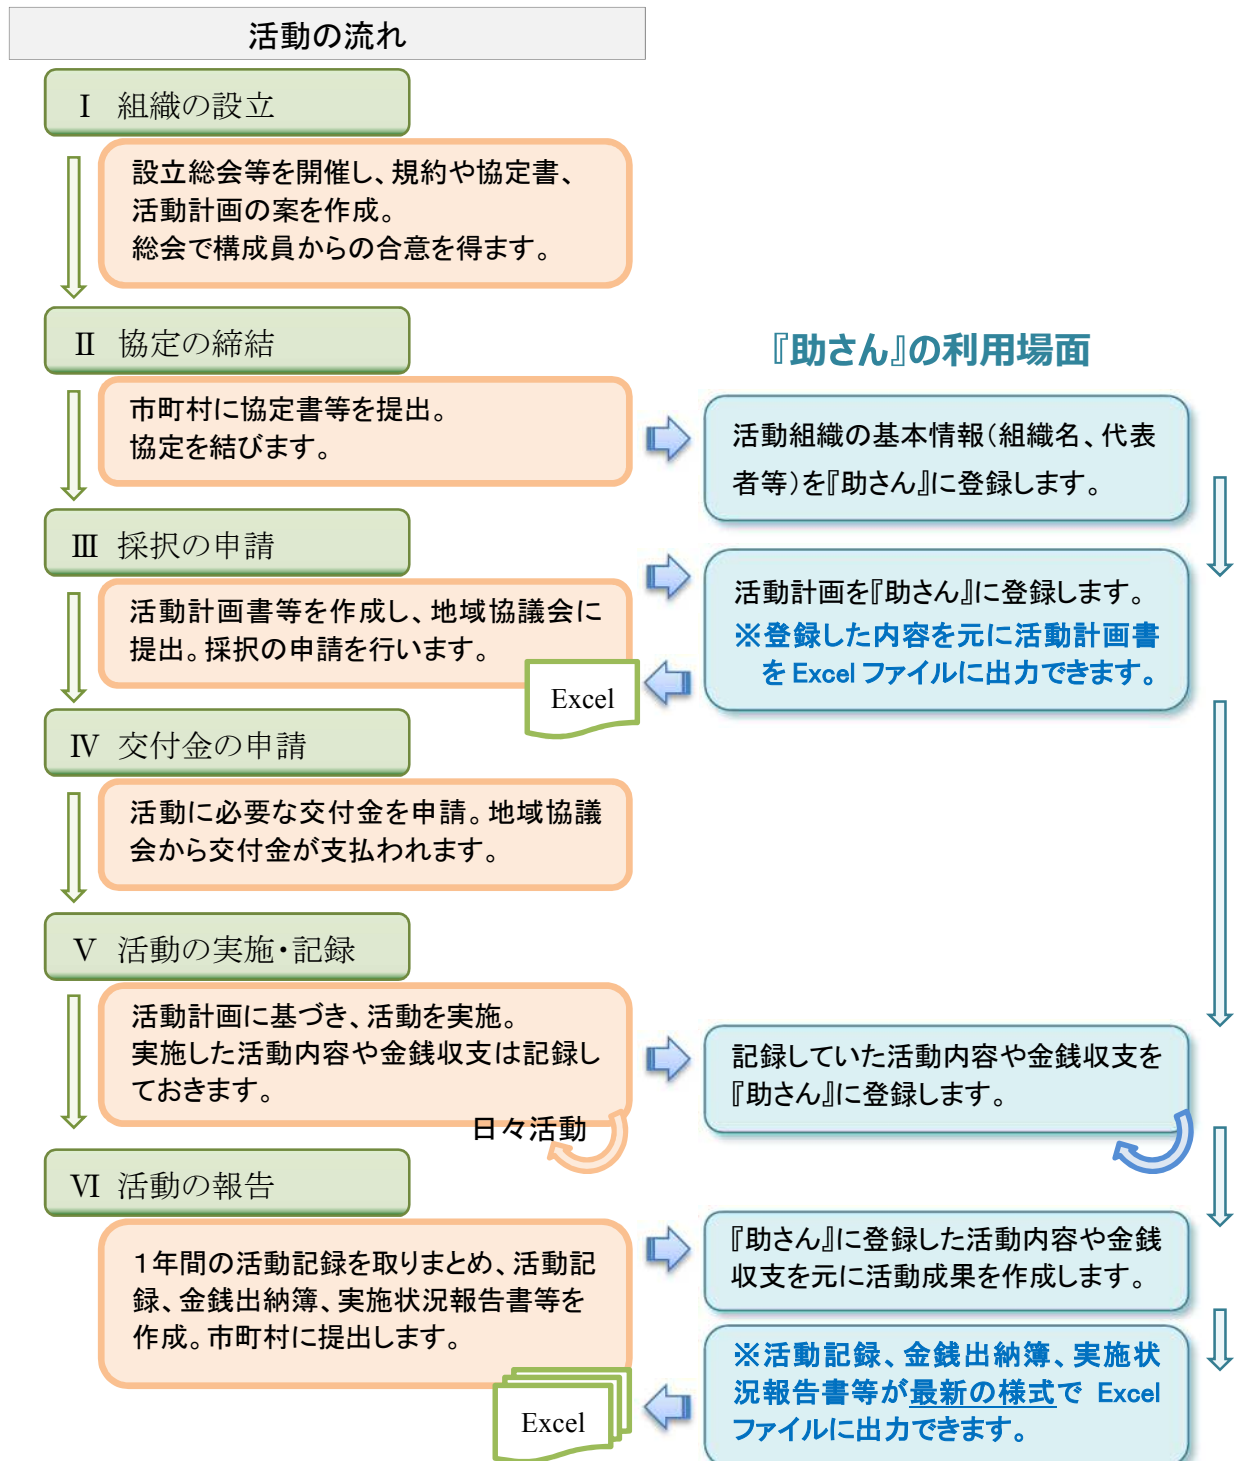 活動の流れ
Ⅰ 組織の設立
設立総会等を開催し、規約や協定書、
活動計画の案を作成。
総会で構成員からの合意を得ます。
Ⅱ 協定の締結
『助さん』の利用場面
市町村に協定書等を提出。
協定を結びます。
活動組織の基本情報(組織名、代表
者等)を『助さん』に登録します。
Ⅲ 採択の申請
活動計画書等を作成し、地域協議会に
提出。採択の申請を行います。
Excel
活動計画を『助さん』に登録します。
※登録した内容を元に活動計画書
を Excel ファイルに出力できます。
Ⅳ 交付金の申請
活動に必要な交付金を申請。地域協議
会から交付金が支払われます。
Ⅴ 活動の実施・記録
活動計画に基づき、活動を実施。
実施した活動内容や金銭収支は記録し
ておきます。
日々活動
記録していた活動内容や金銭収支を
『助さん』に登録します。
Ⅵ 活動の報告
1年間の活動記録を取りまとめ、活動記
録、金銭出納簿、実施状況報告書等を
作成。市町村に提出します。
『助さん』に登録した活動内容や金銭
収支を元に活動成果を作成します。
※活動記録、金銭出納簿、実施状
況報告書等が最新の様式で Excel
ファイルに出力できます。
Excel